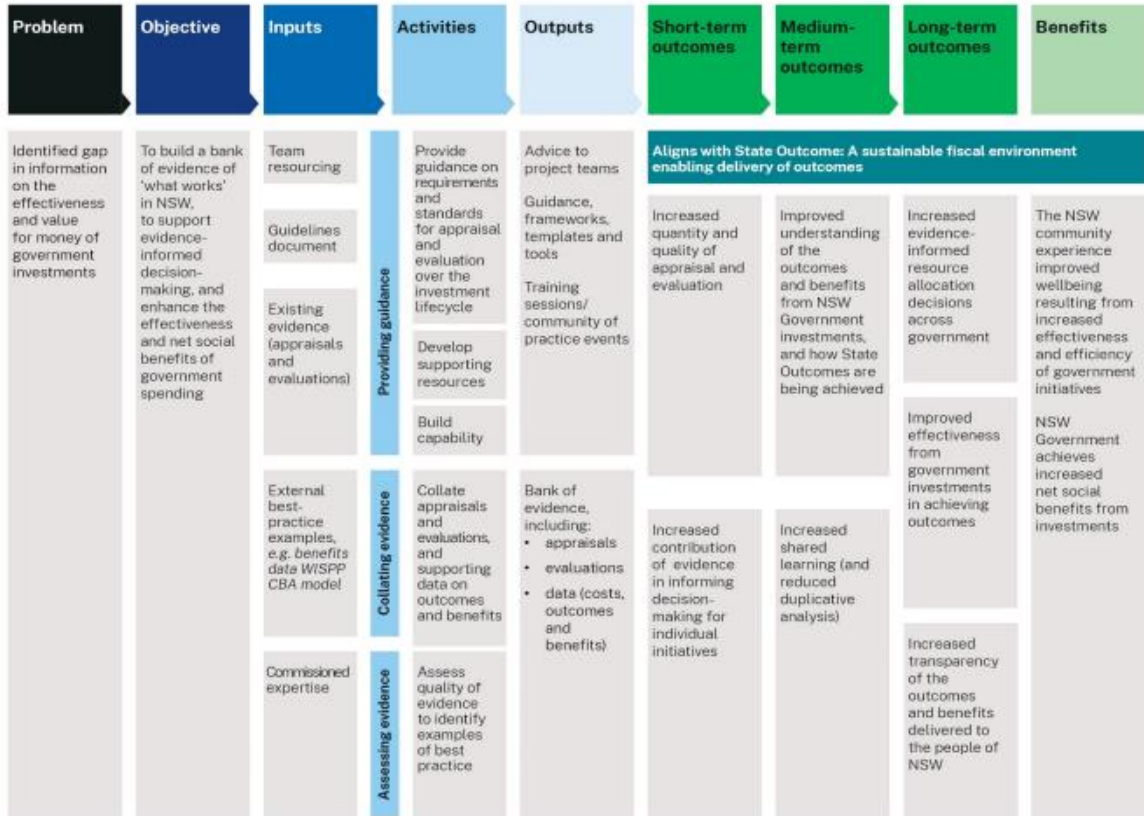 Problem
Objective
Inputs
Activities
Outputs
Short-term
outcomes
Medium-
term
outcomes
Long-term
outcomes
Benefits
Identified gap
in information
on the
effectiveness
and value
for money of
government
investments
To build a bank
of evidence of
‘what works’
in NSW,
to support
evidence-
informed
decision-
making, and
enhance the
effectiveness
and net social
benefits of
government
spending
Team
resourcing
Guidelines
document
Existing
evidence
(appraisals
and
evaluations)
External
best-
practice
examples,
e.g. benefits
data WISPP
CBA model
Commissioned
expertise
Providing guidance
Collating evidence
Assessing evidence
Provide
guidance on
requirements
and
standards
for appraisal
and
evaluation
over the
investment
lifecycle
Develop
supporting
resources
Build
capability
Collate
appraisals
and
evaluations,
and
supporting
data on
outcomes
and benefits
Assess
quality of
evidence
to identify
examples
of best
practice
Advice to
project teams
Guidance,
frameworks,
templates and
tools
Training
sessions/
community of
practice events
Bank of
evidence,
including:
• appraisals
• evaluations
• data (costs,
outcomes
and
benefits)
Aligns with State Outcome: A sustainable fiscal environment
enabling delivery of outcomes
Increased
quantity and
quality of
appraisal and
evaluation
Increased
contribution
of evidence
in informing
decision-
making for
individual
initiatives
Improved
understanding
of the
outcomes
and benefits
from NSW
Government
investments,
and how State
Outcomes are
being achieved
Increased
shared
learning (and
reduced
duplicative
analysis)
Increased
evidence-
informed
resource
allocation
decisions
across
government
Improved
effectiveness
from
government
investments
in achieving
outcomes
Increased
transparency
of the
outcomes
and benefits
delivered to
the people of
NSW
The NSW
community
experience
improved
wellbeing
resulting from
increased
effectiveness
and efficiency
of government
initiatives
NSW
Government
achieves
increased
net social
benefits from
investments